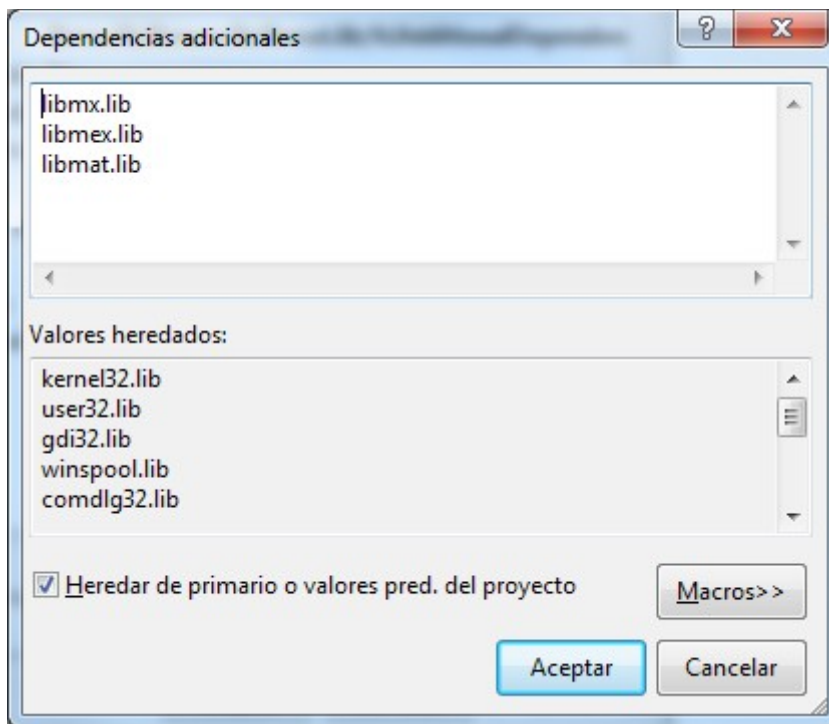 Dependencias adicionales
libmx.lib
libmex.lib
libmat.lib
Valores heredados:
kernel32.lib
user32.lib
gdi32.lib
winspool.lib
comdlg32.lib
Heredar de primario o valores pred. del proyecto
Macros>>
Aceptar
Cancelar